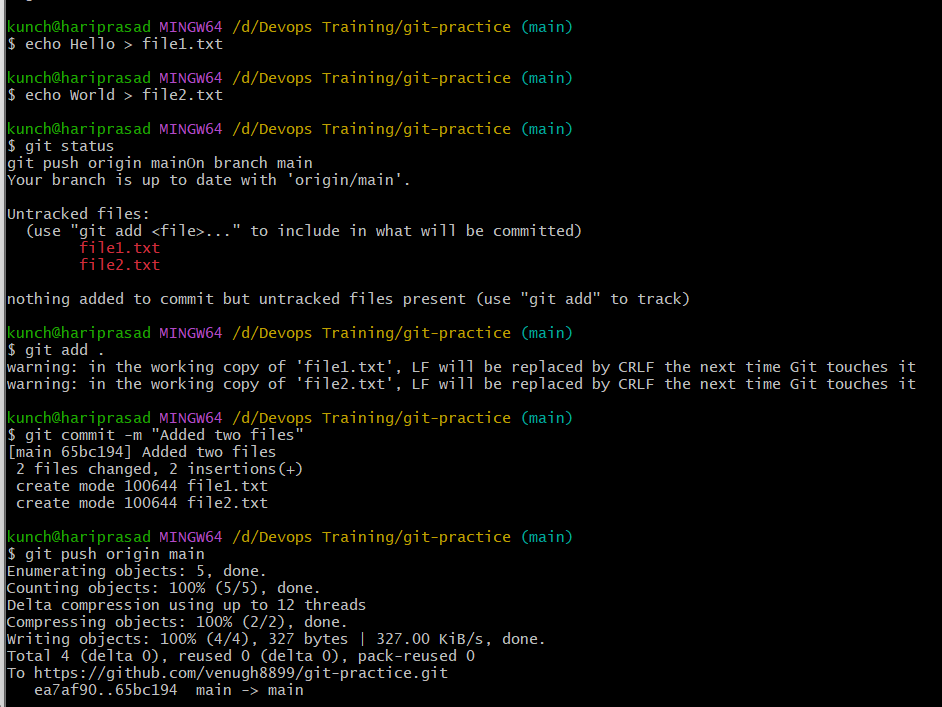 kunch@hariprasad MINGW64 /d/Devops Training/git-practice (main)
$ echo Hello > file1.txt
kunch@hariprasad MINGW64 /d/Devops Training/git-practice (main)
$ echo World > file2.txt
kunch@hariprasad MINGW64 /d/Devops Training/git-practice (main)
$ git status
git push origin mainOn branch main
Your branch is up to date with 'origin/main'.
Untracked files:
(use "git add <file>..." to include in what will be committed)
file1.txt
file2.txt
nothing added to commit but untracked files present (use "git add" to track)
kunch@hariprasad MINGW64 /d/Devops Training/git-practice (main)
$ git add .
warning: in the working copy of 'file1.txt', LF will be replaced by CRLF the next time Git touches it
warning: in the working copy of 'file2.txt', LF will be replaced by CRLF the next time Git touches it
kunch@hariprasad MINGW64 /d/Devops Training/git-practice (main)
$ git commit -m "Added two files"
[main 65bc194] Added two files
2 files changed, 2 insertions(+)
create mode 100644 file1.txt
create mode 100644 file2.txt
kunch@hariprasad MINGW64 /d/Devops Training/git-practice (main)
$ git push origin main
Enumerating objects: 5, done.
Counting objects: 100% (5/5), done.
Delta compression using up to 12 threads
Compressing objects: 100% (2/2), done.
Writing objects: 100% (4/4), 327 bytes | 327.00 KiB/s, done.
Total 4 (delta 0), reused 0 (delta 0), pack-reused 0
To https://github.com/venugh8899/git-practice.git
ea7af90..65bc194  main -> main